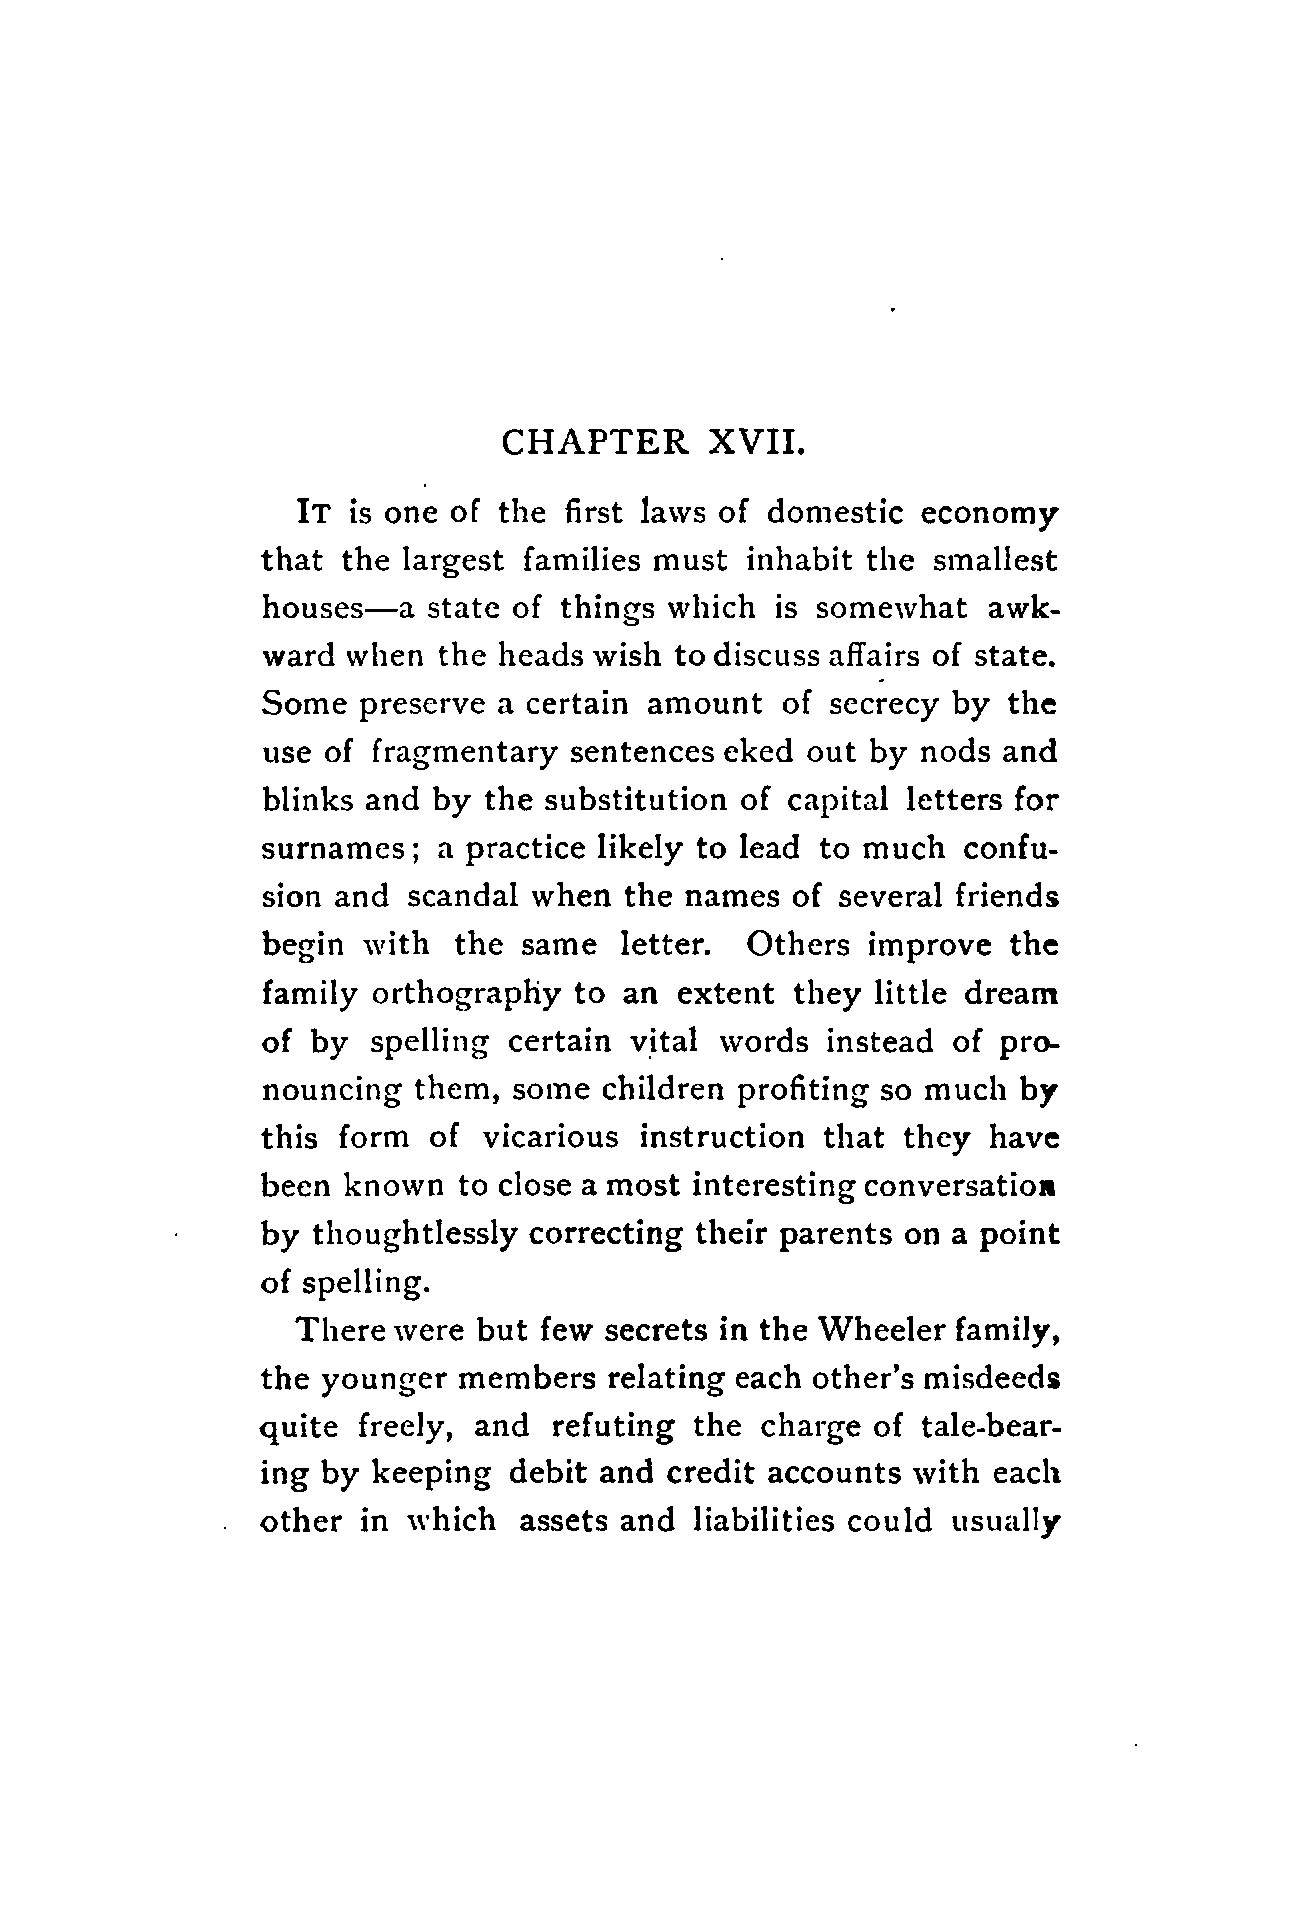 CHAPTER XVII.
IT is one of the first laws of domestic economy
that the largest families must inhabit the smallest
houses—a state of things which is somewhat awk-
ward when the heads wish to discuss affairs of state.
Some preserve a certain amount of secrecy by the
use of fragmentary sentences eked out by nods and
blinks and by the substitution of capital letters for
surnames; a practice likely to lead to much confu-
sion and scandal when the names of several friends
begin with the same letter. Others improve the
family orthography to an extent they little dream
of by spelling certain vital words instead of pro-
nouncing them, some children profiting so much by
this form of vicarious instruction that they have
been known to close a most interesting conversation
by thoughtlessly correcting their parents on a point
of spelling.
There were but few secrets in the Wheeler family,
the younger members relating each other's misdeeds
quite freely, and refuting the charge of tale-bear-
ing by keeping debit and credit accounts with each
other in which assets and liabilities could usually